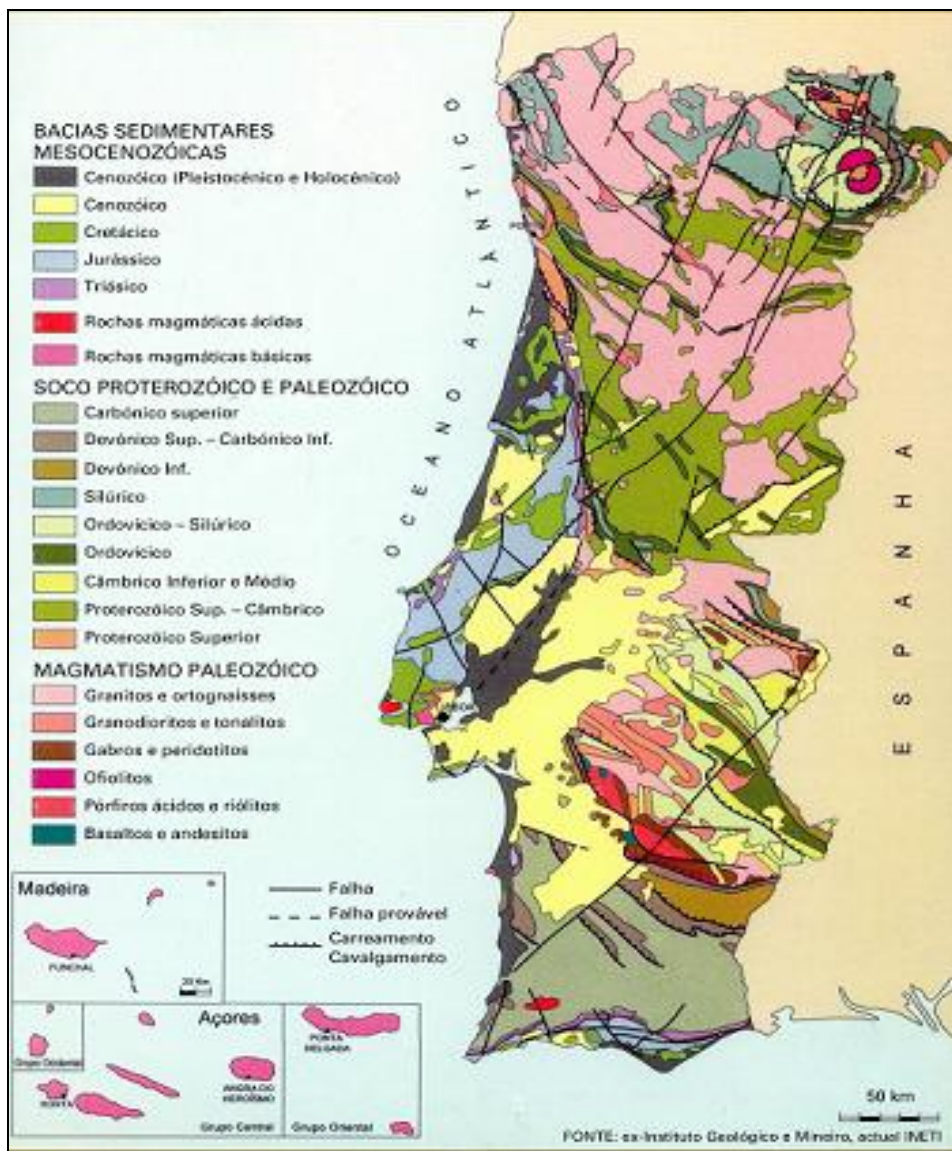 BACIAS SEDIMENTARES
MESOCENOZÓICAS
Cenozóico (Pleistocénico e Holocénico)
Cenozóico
Cretácico
Jurássico
Triásico
Rochas magmáticas ácidas
Rochas magmáticas básicas
SOCO PROTEROZÓICO E PALEOZÓICO
Carbónico superior
Devónico Sup. – Carbónico Inf.
Devónico Inf.
Silúrico
Ordovícico – Silúrico
Ordovícico
Câmbrico Inferior e Médio
Proterozóico Sup. – Câmbrico
Proterozóico Superior
MAGMATISMO PALEOZÓICO
Granitos e ortognaisses
Granodioritos e tonalitos
Gabros e peridotitos
Ofiolitos
Pórfiros ácidos e riólitos
Basaltos e andesitos
OCEANO ATLANTICO
ESPANHA
Madeira
FUNCHAL
20 Km
Falha
Falha provável
Carreamento
Cavalgamento
Açores
Grupo Ocidental
HORTA
ANGRA DO
HEROÍSMO
Grupo Central
PONTA
DELGADA
Grupo Oriental
50 km
FONTE: ex-Instituto Geológico e Mineiro, actual INETI